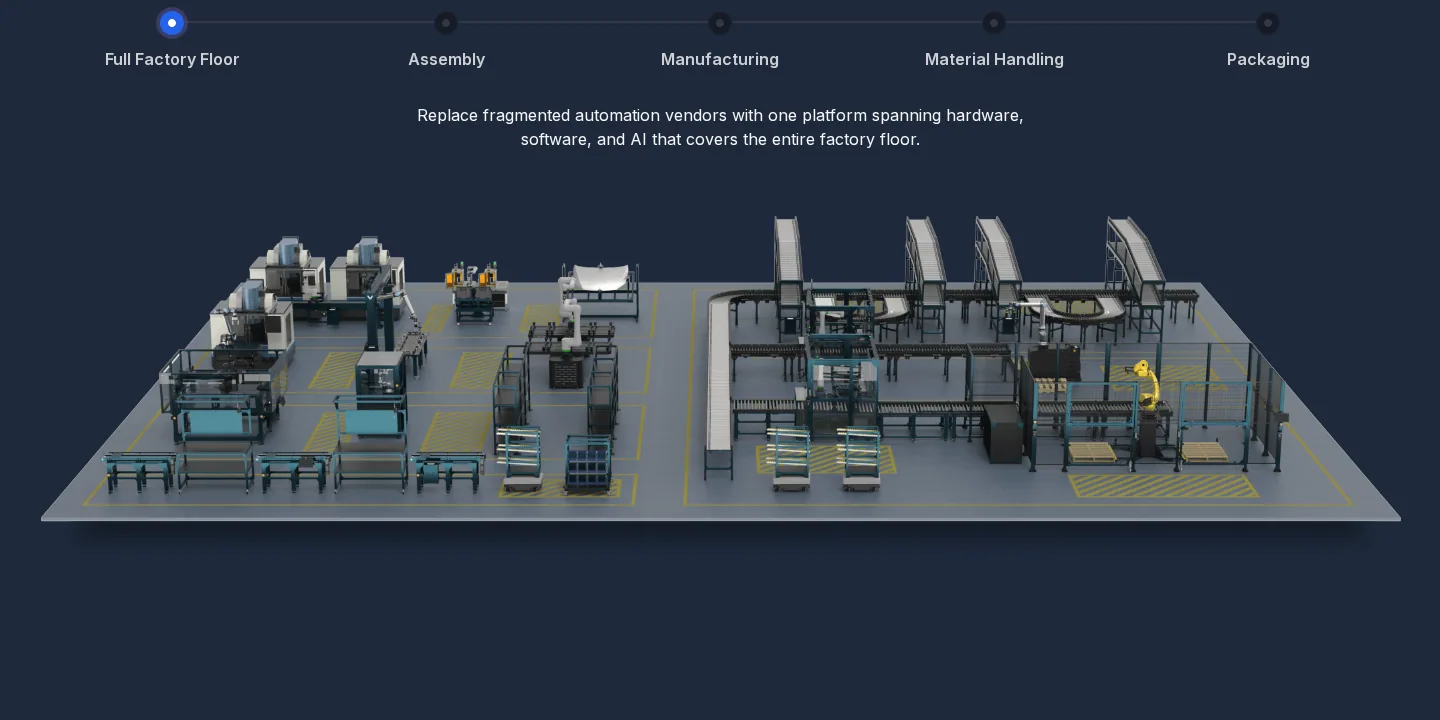 Full Factory Floor
Assembly
Manufacturing
Material Handling
Packaging
Replace fragmented automation vendors with one platform spanning hardware,
software, and AI that covers the entire factory floor.